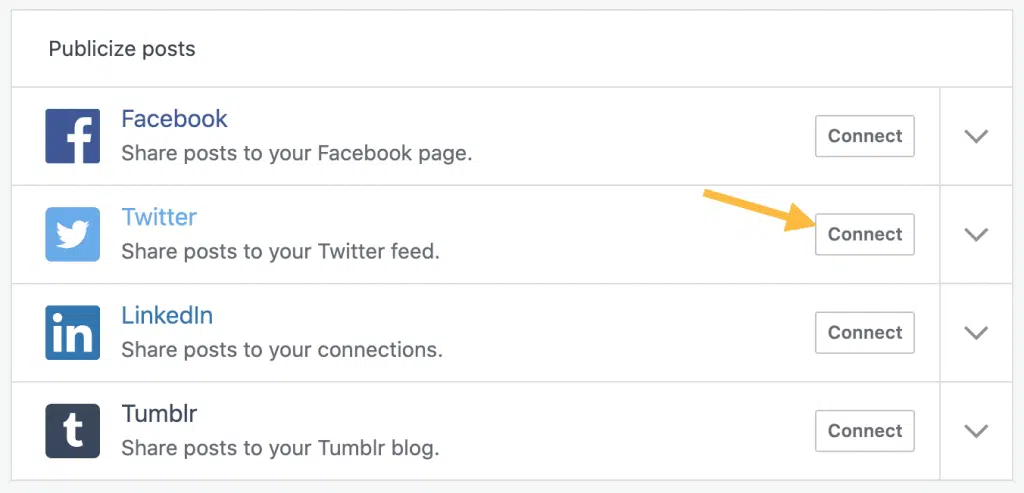 Publicize posts
Facebook
Share posts to your Facebook page.
Connect
Twitter
Share posts to your Twitter feed.
Connect
LinkedIn
Share posts to your connections.
Connect
Tumblr
Share posts to your Tumblr blog.
Connect